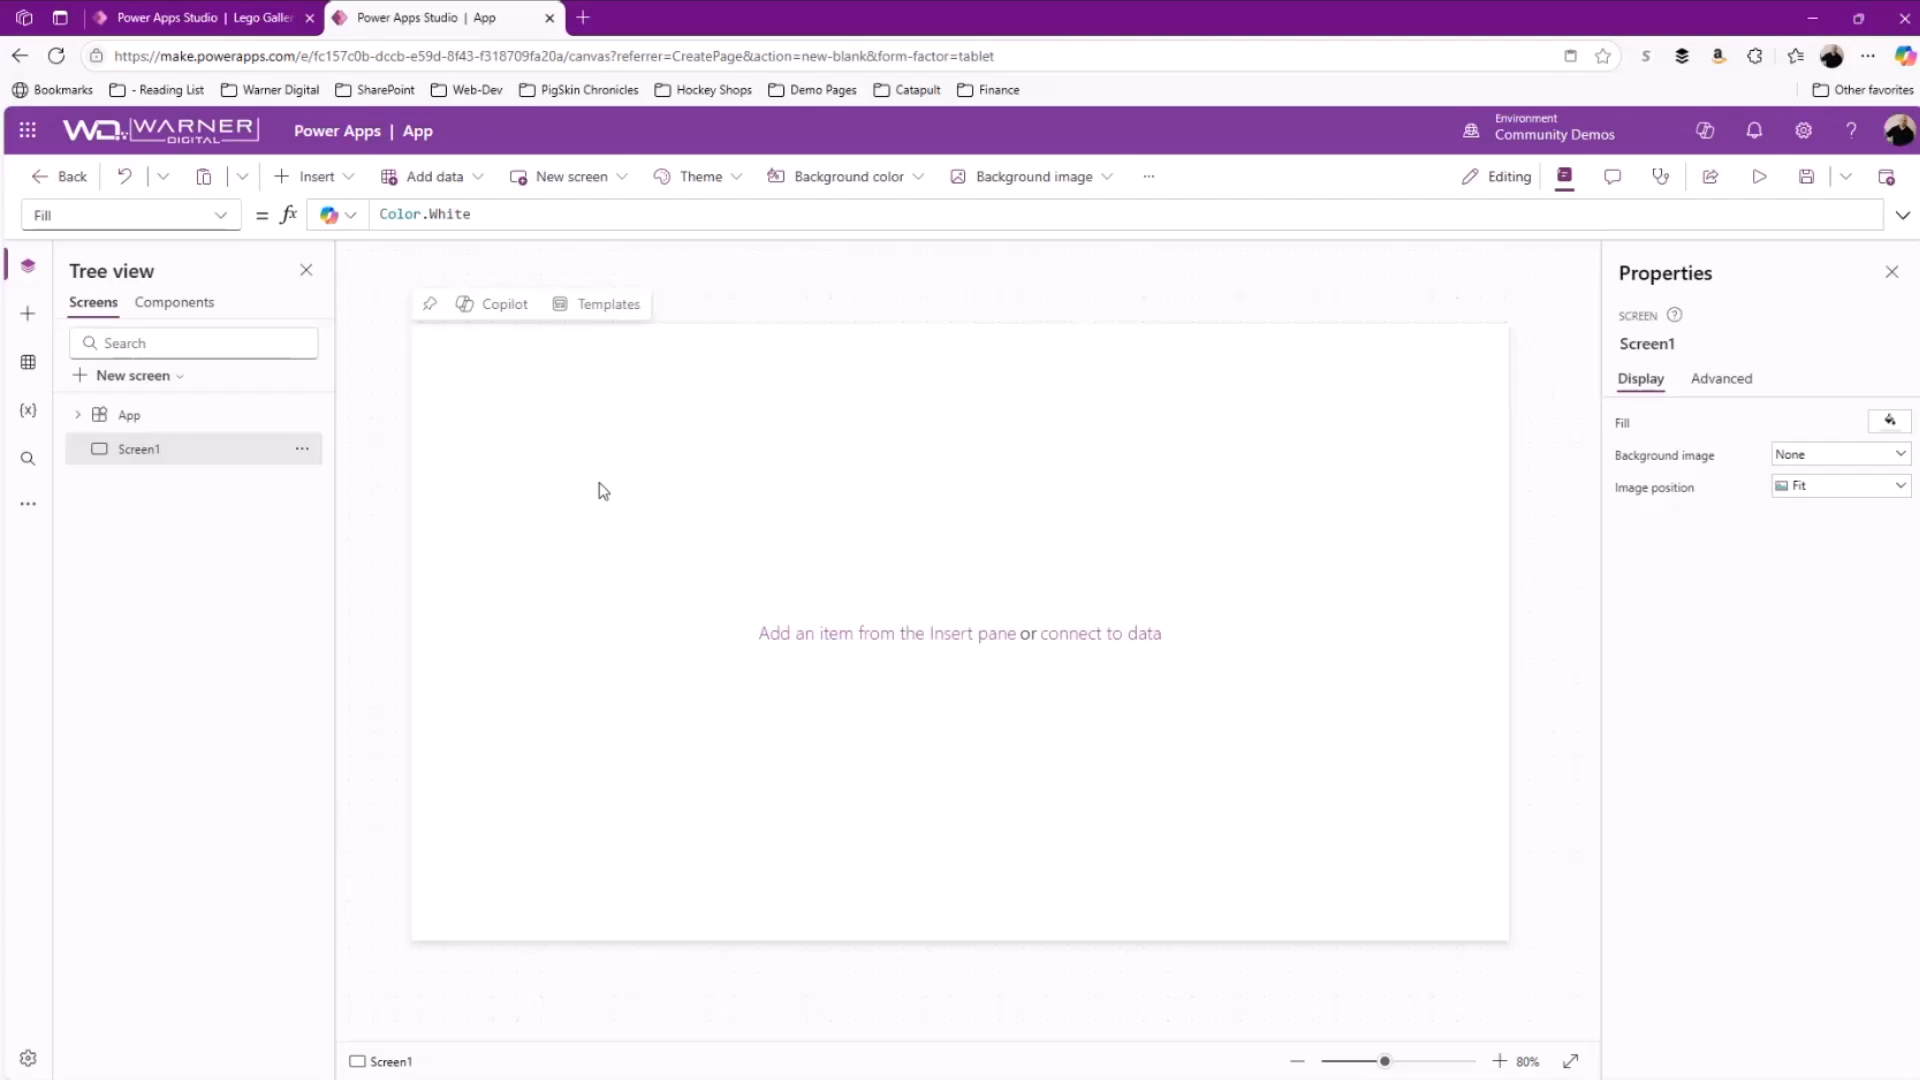 Power Apps Studio | Lego Galler
Power Apps Studio | App
https://make.powerapps.com/e/fc157c0b-dccb-e59d-8f43-f318709fa20a/canvas?referrer=CreatePage&action=new-blank&form-factor=tablet
Bookmarks
- Reading List
Warner Digital
SharePoint
Web-Dev
PigSkin Chronicles
Hockey Shops
Demo Pages
Catapult
Finance
Other favorites
WD WARNER DIGITAL
Power Apps | App
Environment
Community Demos
Back
Insert
Add data
New screen
Theme
Background color
Background image
Editing
Fill
= fx
Color.White
Tree view
Screens
Components
Search
New screen
App
Screen1
Copilot
Templates
Add an item from the Insert pane or connect to data
Properties
SCREEN
Screen1
Display
Advanced
Fill
Background image
None
Image position
Fit
Screen1
80%